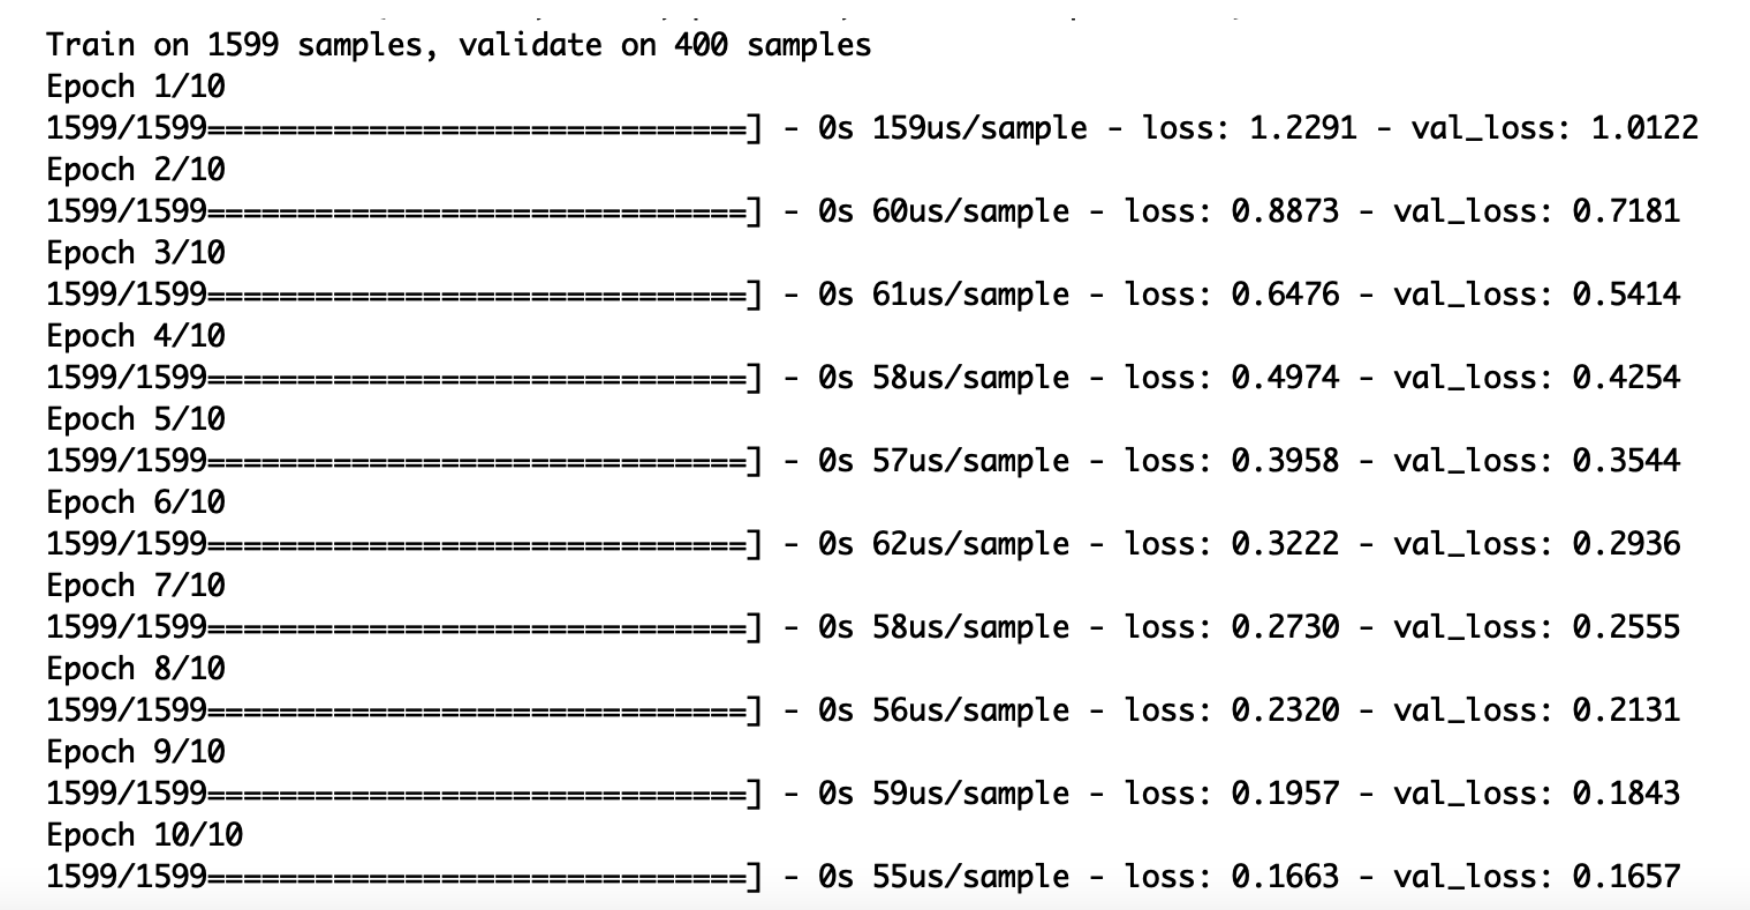 Train on 1599 samples, validate on 400 samples
Epoch 1/10
1599/1599==============================] - 0s 159us/sample - loss: 1.2291 - val_loss: 1.0122
Epoch 2/10
1599/1599==============================] - 0s 60us/sample - loss: 0.8873 - val_loss: 0.7181
Epoch 3/10
1599/1599==============================] - 0s 61us/sample - loss: 0.6476 - val_loss: 0.5414
Epoch 4/10
1599/1599==============================] - 0s 58us/sample - loss: 0.4974 - val_loss: 0.4254
Epoch 5/10
1599/1599==============================] - 0s 57us/sample - loss: 0.3958 - val_loss: 0.3544
Epoch 6/10
1599/1599==============================] - 0s 62us/sample - loss: 0.3222 - val_loss: 0.2936
Epoch 7/10
1599/1599==============================] - 0s 58us/sample - loss: 0.2730 - val_loss: 0.2555
Epoch 8/10
1599/1599==============================] - 0s 56us/sample - loss: 0.2320 - val_loss: 0.2131
Epoch 9/10
1599/1599==============================] - 0s 59us/sample - loss: 0.1957 - val_loss: 0.1843
Epoch 10/10
1599/1599==============================] - 0s 55us/sample - loss: 0.1663 - val_loss: 0.1657